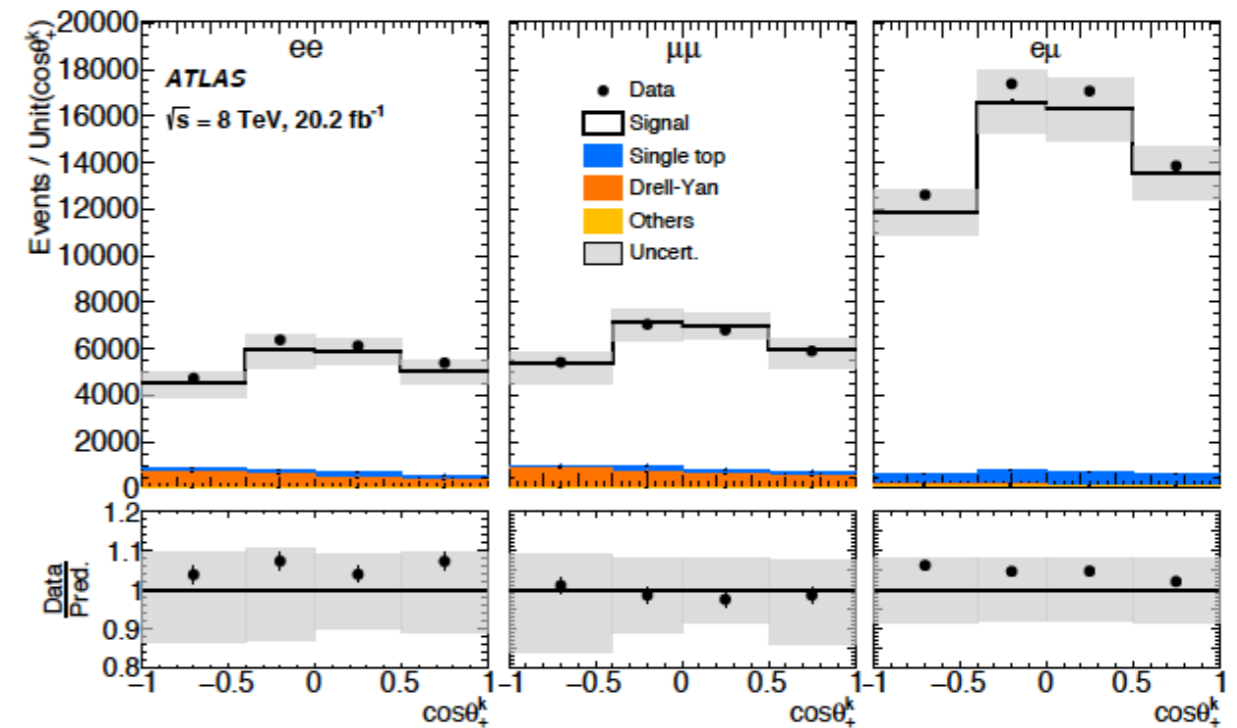 Events / Unit(cosθ₊ᵏ)
20000
18000
16000
14000
12000
10000
8000
6000
4000
2000
0
ee
ATLAS
√s = 8 TeV, 20.2 fb⁻¹
μμ
Data
Signal
Single top
Drell-Yan
Others
Uncert.
eμ
Data
Pred.
1.2
1.1
1
0.9
0.8
−1 −0.5 0 0.5 1
cosθ₊ᵏ
−1 −0.5 0 0.5 1
cosθ₊ᵏ
−1 −0.5 0 0.5 1
cosθ₊ᵏ